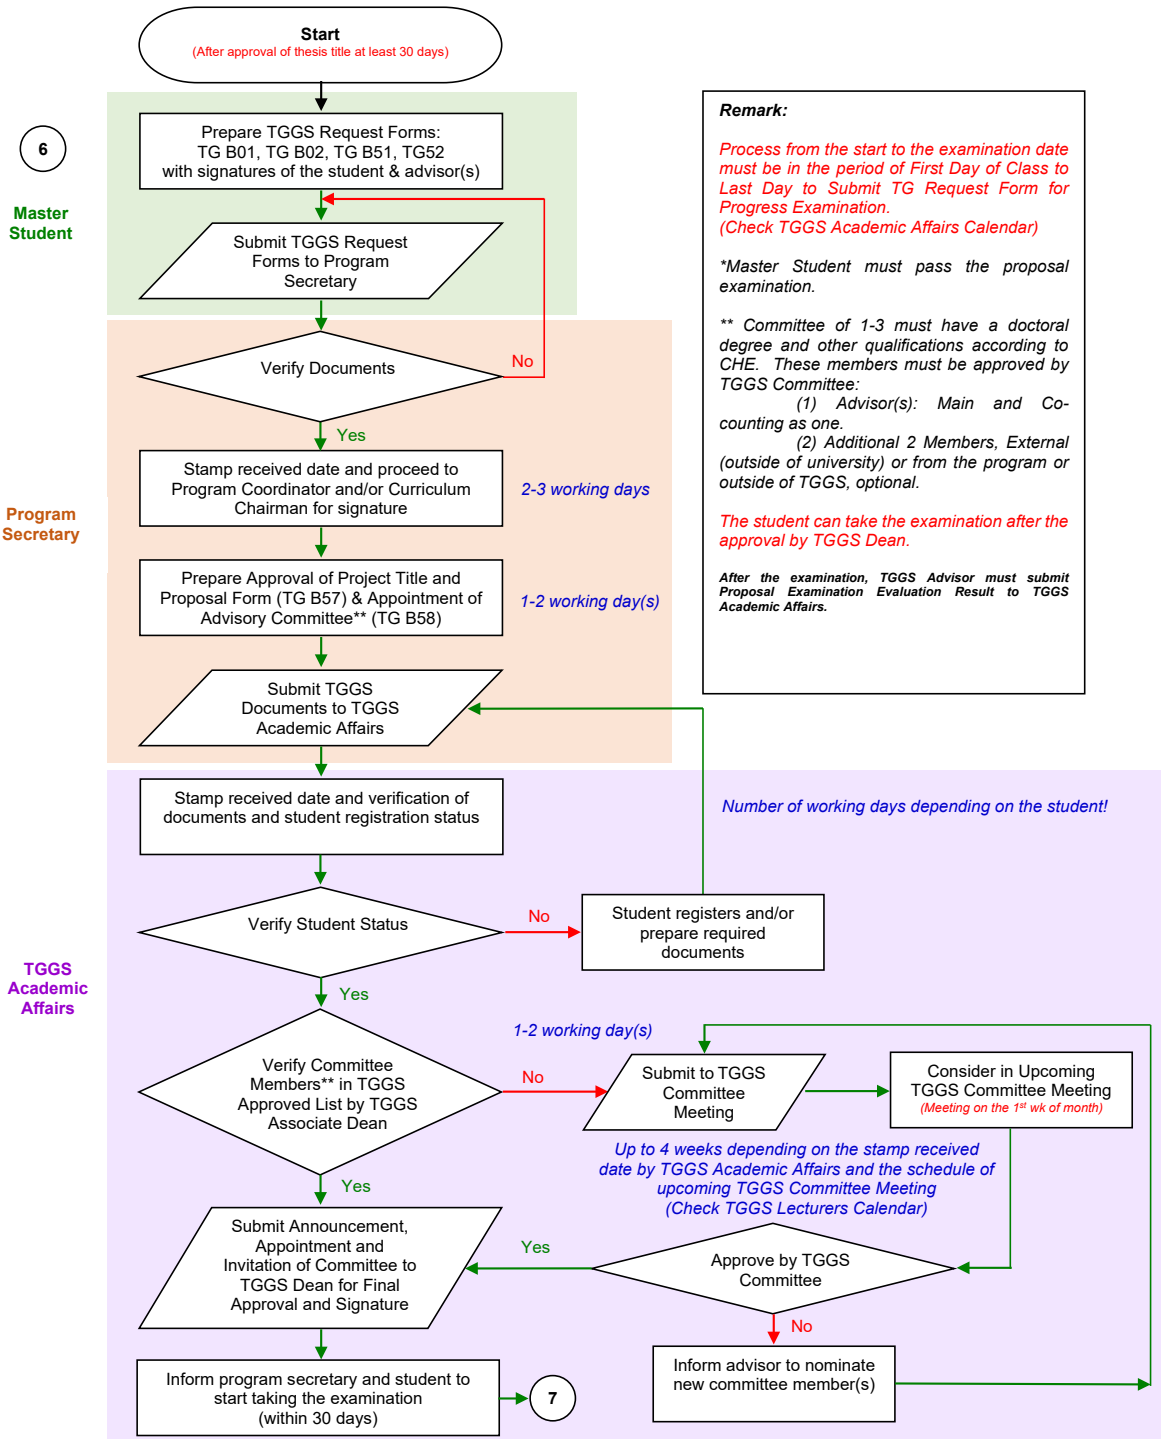 Start
(After approval of thesis title at least 30 days)
6
Master
Student
Prepare TGGS Request Forms:
TG B01, TG B02, TG B51, TG52
with signatures of the student & advisor(s)
Submit TGGS Request
Forms to Program
Secretary
Remark:
Process from the start to the examination date
must be in the period of First Day of Class to
Last Day to Submit TG Request Form for
Progress Examination.
(Check TGGS Academic Affairs Calendar)
*Master Student must pass the proposal
examination.
** Committee of 1-3 must have a doctoral
degree and other qualifications according to
CHE. These members must be approved by
TGGS Committee:
(1) Advisor(s): Main and Co-
counting as one.
(2) Additional 2 Members, External
(outside of university) or from the program or
outside of TGGS, optional.
The student can take the examination after the
approval by TGGS Dean.
After the examination, TGGS Advisor must submit
Proposal Examination Evaluation Result to TGGS
Academic Affairs.
Program
Secretary
Verify Documents
No
Yes
Stamp received date and proceed to
Program Coordinator and/or Curriculum
Chairman for signature
2-3 working days
Prepare Approval of Project Title and
Proposal Form (TG B57) & Appointment of
Advisory Committee** (TG B58)
1-2 working day(s)
Submit TGGS
Documents to TGGS
Academic Affairs
TGGS
Academic
Affairs
Stamp received date and verification of
documents and student registration status
Number of working days depending on the student!
Verify Student Status
No
Student registers and/or
prepare required
documents
Yes
1-2 working day(s)
Verify Committee
Members** in TGGS
Approved List by TGGS
Associate Dean
No
Submit to TGGS
Committee
Meeting
Consider in Upcoming
TGGS Committee Meeting
(Meeting on the 1st wk of month)
Up to 4 weeks depending on the stamp received
date by TGGS Academic Affairs and the schedule of
upcoming TGGS Committee Meeting
(Check TGGS Lecturers Calendar)
Yes
Submit Announcement,
Appointment and
Invitation of Committee to
TGGS Dean for Final
Approval and Signature
Yes
Approve by TGGS
Committee
No
Inform advisor to nominate
new committee member(s)
Inform program secretary and student to
start taking the examination
(within 30 days)
7